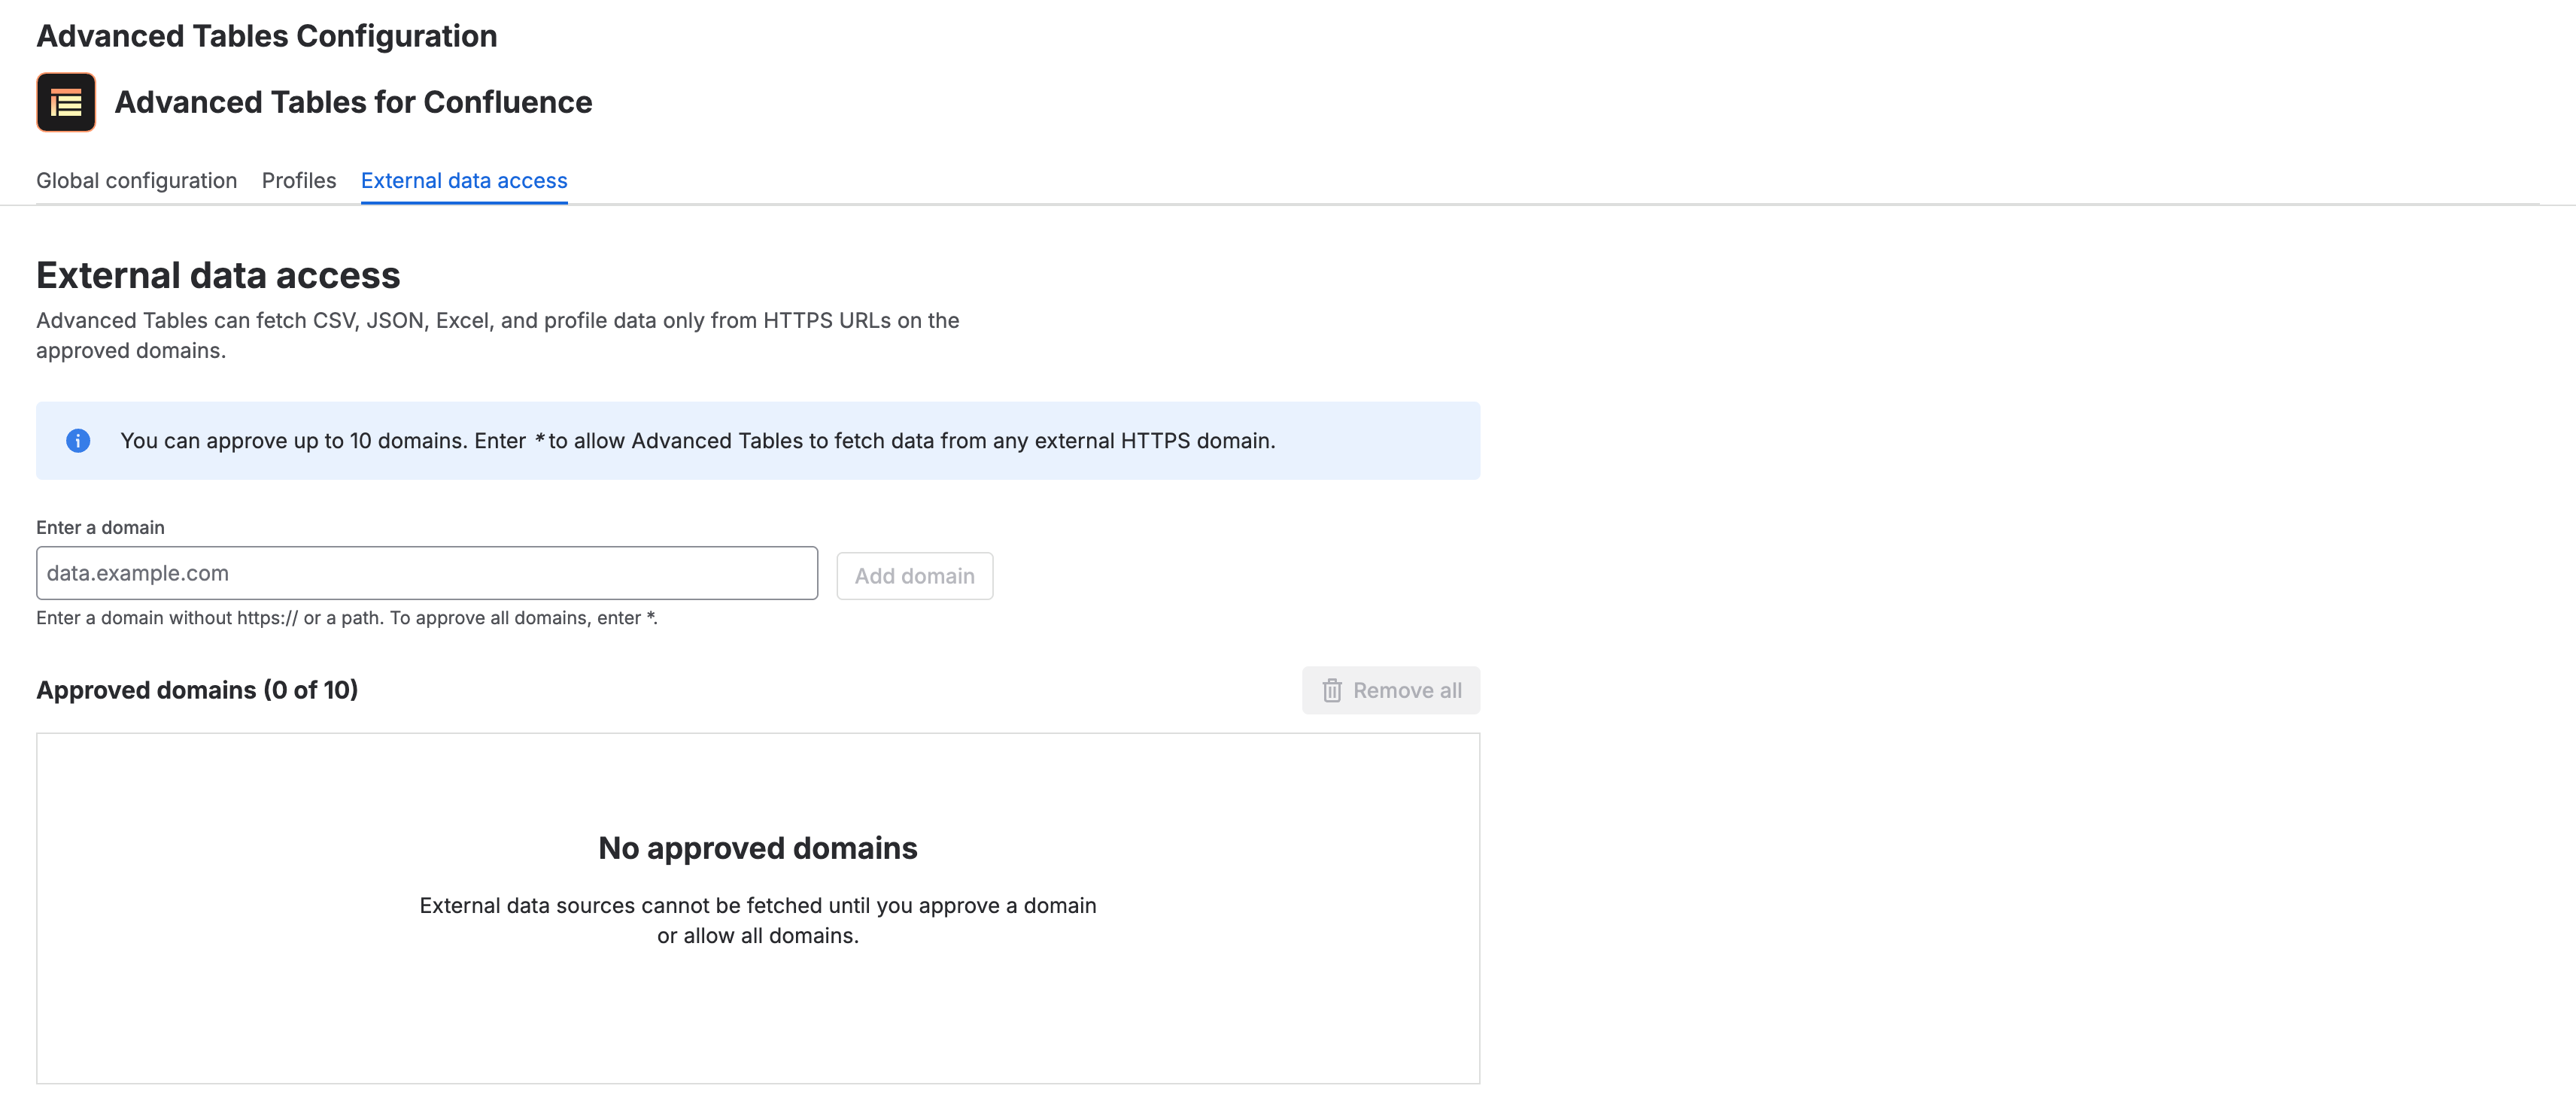 Advanced Tables Configuration
Advanced Tables for Confluence
Global configuration Profiles External data access
External data access
Advanced Tables can fetch CSV, JSON, Excel, and profile data only from HTTPS URLs on the
approved domains.
You can approve up to 10 domains. Enter * to allow Advanced Tables to fetch data from any external HTTPS domain.
Enter a domain
data.example.com Add domain
Enter a domain without https:// or a path. To approve all domains, enter *.
Approved domains (0 of 10) Remove all
No approved domains
External data sources cannot be fetched until you approve a domain
or allow all domains.